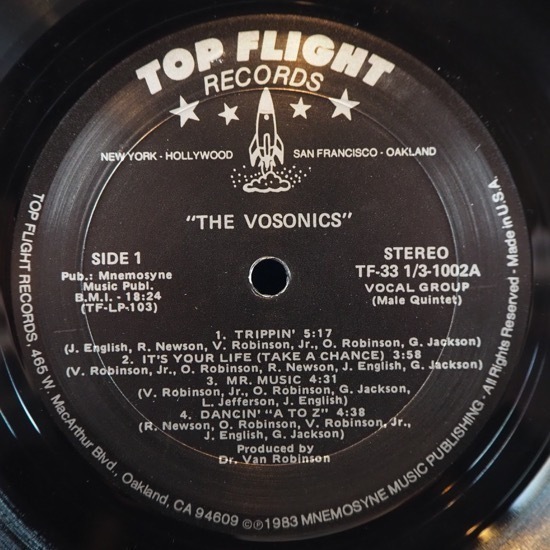 TOP FLIGHT
RECORDS
NEW YORK - HOLLYWOOD SAN FRANCISCO - OAKLAND
"THE VOSONICS"
SIDE 1
Pub.: Mnemosyne
Music Publ.
B.M.I. - 18:24
(TF-LP-103)
STEREO
TF-33 1/3-1002A
VOCAL GROUP
(Male Quintet)
1. TRIPPIN' 5:17
(J. English, R. Newson, V. Robinson, Jr., O. Robinson, G. Jackson)
2. IT'S YOUR LIFE (TAKE A CHANCE) 3:58
(V. Robinson, Jr., O. Robinson, R. Newson, J. English, G. Jackson)
3. MR. MUSIC 4:31
(V. Robinson, Jr., O. Robinson, G. Jackson,
L. Jefferson, J. English)
4. DANCIN' "A TO Z" 4:38
(R. Newson, O. Robinson, V. Robinson, Jr.,
J. English, G. Jackson)
Produced by
Dr. Van Robinson
TOP FLIGHT RECORDS, 465 W. MacArthur Blvd., Oakland, CA 94609 ©℗1983 MNEMOSYNE MUSIC PUBLISHING - All Rights Reserved - Made in U.S.A.